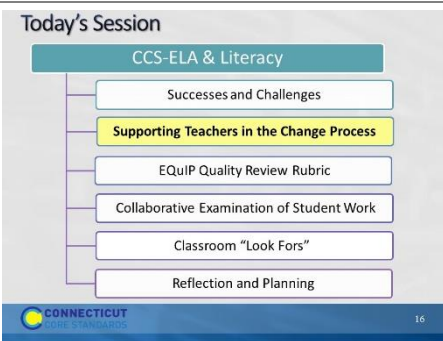 Today's Session
CCS-ELA & Literacy
Successes and Challenges
Supporting Teachers in the Change Process
EQuIP Quality Review Rubric
Collaborative Examination of Student Work
Classroom "Look Fors"
Reflection and Planning
CONNECTICUT
CORE STANDARDS
16